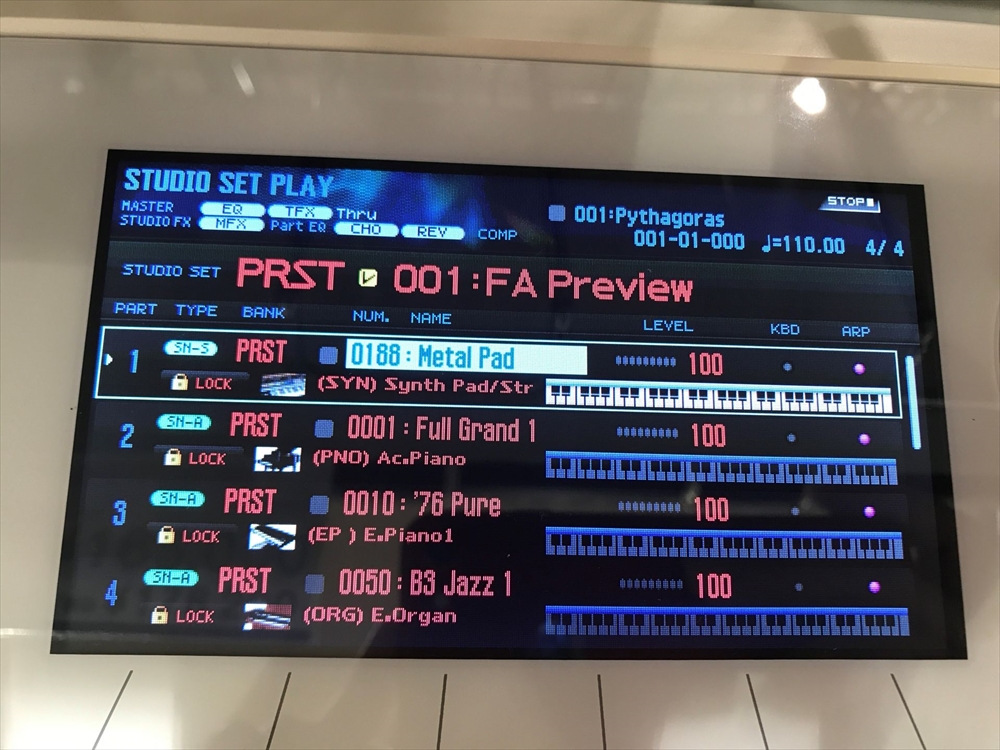 STUDIO SET PLAY
MASTER EQ TFX Thru
STUDIO FX MFX Part EQ CHO REV COMP
STOP
001:Pythagoras
001-01-000 ♩=110.00 4/4
STUDIO SET PRST 001:FA Preview
PART TYPE BANK NUM. NAME LEVEL KBD ARP
1 SN-S PRST 0188:Metal Pad 100
LOCK (SYN) Synth Pad/Str
2 SN-A PRST 0001:Full Grand 1 100
LOCK (PNO) Ac.Piano
3 SN-A PRST 0010:'76 Pure 100
LOCK (EP ) E.Piano1
4 SN-A PRST 0050:B3 Jazz 1 100
LOCK (ORG) E.Organ